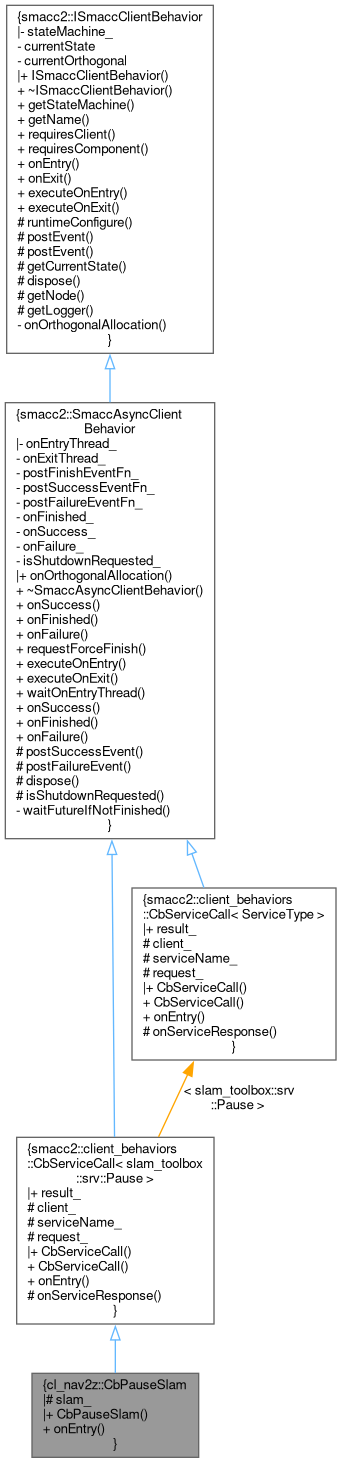 {smacc2::ISmaccClientBehavior
|- stateMachine_
- currentState
- currentOrthogonal
|+ ISmaccClientBehavior()
+ ~ISmaccClientBehavior()
+ getStateMachine()
+ getName()
+ requiresClient()
+ requiresComponent()
+ onEntry()
+ onExit()
+ executeOnEntry()
+ executeOnExit()
# runtimeConfigure()
# postEvent()
# postEvent()
# getCurrentState()
# dispose()
# getNode()
# getLogger()
- onOrthogonalAllocation()
}
{smacc2::SmaccAsyncClient
Behavior
|- onEntryThread_
- onExitThread_
- postFinishEventFn_
- postSuccessEventFn_
- postFailureEventFn_
- onFinished_
- onSuccess_
- onFailure_
- isShutdownRequested_
|+ onOrthogonalAllocation()
+ ~SmaccAsyncClientBehavior()
+ onSuccess()
+ onFinished()
+ onFailure()
+ requestForceFinish()
+ executeOnEntry()
+ executeOnExit()
+ waitOnEntryThread()
+ onSuccess()
+ onFinished()
+ onFailure()
# postSuccessEvent()
# postFailureEvent()
# dispose()
# isShutdownRequested()
- waitFutureIfNotFinished()
}
{smacc2::client_behaviors
::CbServiceCall< ServiceType >
|+ result_
# client_
# serviceName_
# request_
|+ CbServiceCall()
+ CbServiceCall()
+ onEntry()
# onServiceResponse()
}
< slam_toolbox::srv
::Pause >
{smacc2::client_behaviors
::CbServiceCall< slam_toolbox
::srv::Pause >
|+ result_
# client_
# serviceName_
# request_
|+ CbServiceCall()
+ CbServiceCall()
+ onEntry()
# onServiceResponse()
}
{cl_nav2z::CbPauseSlam
|# slam_
|+ CbPauseSlam()
+ onEntry()
}